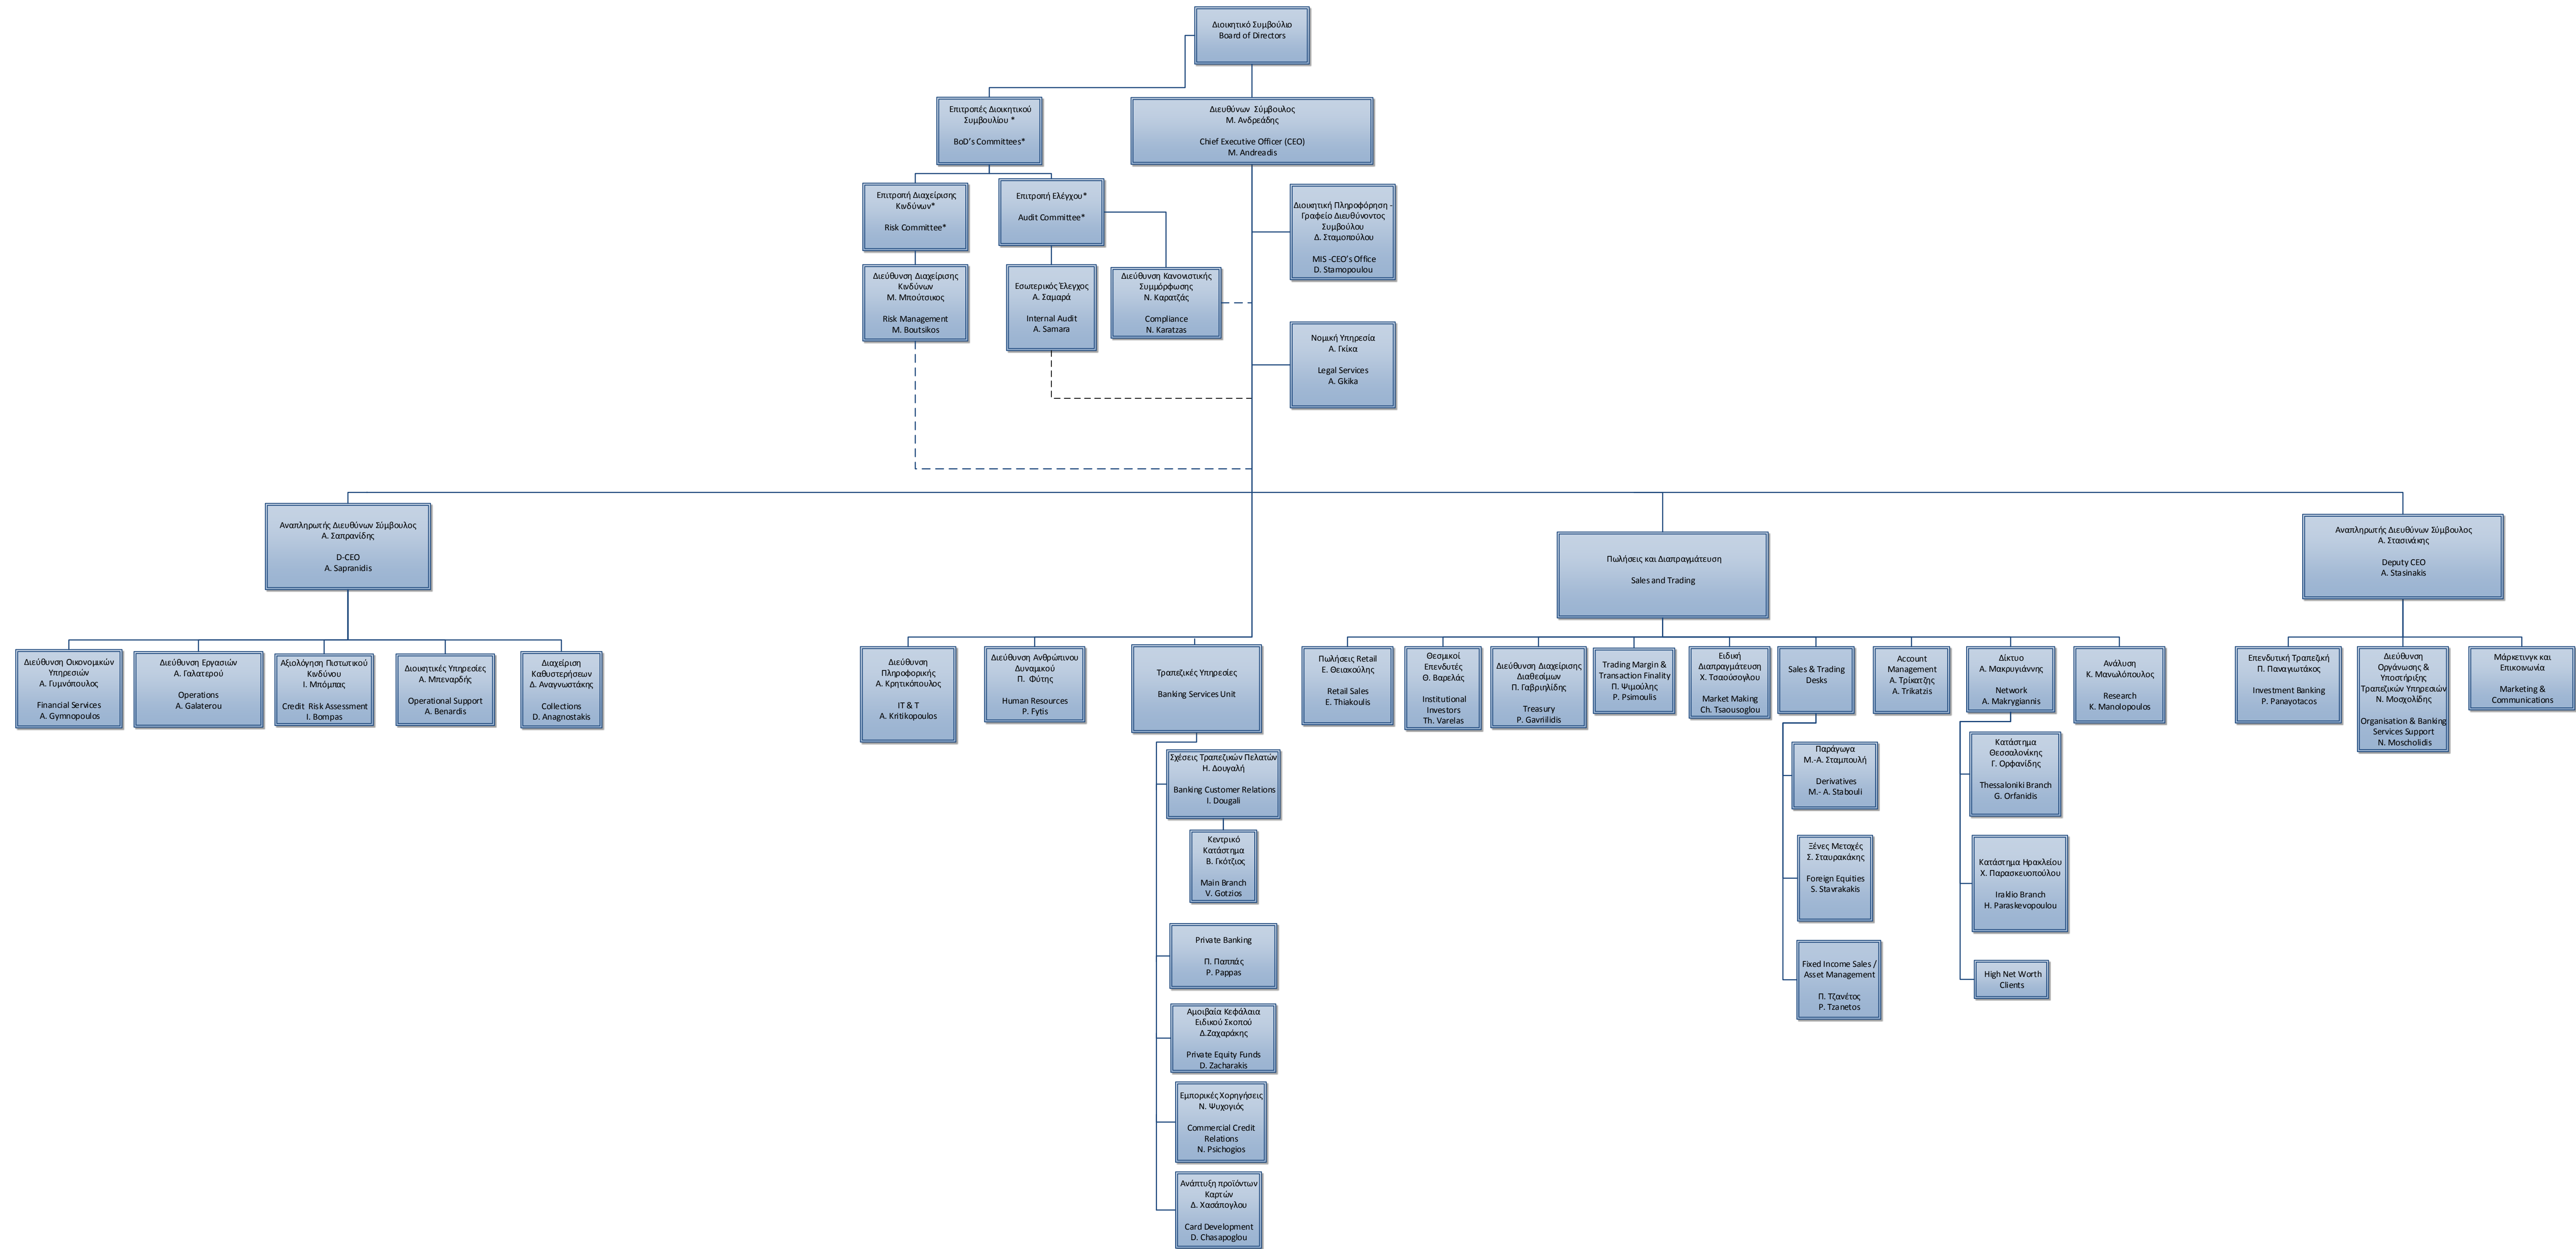 Διοικητικό Συμβούλιο
Board of Directors
Επιτροπές Διοικητικού
Συμβουλίου *
BoD's Committees*
Διευθύνων Σύμβουλος
Μ. Ανδρεάδης
Chief Executive Officer (CEO)
M. Andreadis
Επιτροπή Διαχείρισης
Κινδύνων*
Risk Committee*
Επιτροπή Ελέγχου*
Audit Committee*
Διοικητική Πληροφόρηση -
Γραφείο Διευθύνοντος
Συμβούλου
Δ. Σταμοπούλου
MIS -CEO's Office
D. Stamopoulou
Διεύθυνση Διαχείρισης
Κινδύνων
Μ. Μπούτσικος
Risk Management
M. Boutsikos
Εσωτερικός Έλεγχος
Α. Σαμαρά
Internal Audit
A. Samara
Διεύθυνση Κανονιστικής
Συμμόρφωσης
Ν. Καρατζάς
Compliance
N. Karatzas
Νομική Υπηρεσία
Α. Γκίκα
Legal Services
A. Gkika
Αναπληρωτής Διευθύνων Σύμβουλος
Α. Σαπρανίδης
D-CEO
A. Sapranidis
Πωλήσεις και Διαπραγμάτευση
Sales and Trading
Αναπληρωτής Διευθύνων Σύμβουλος
Α. Στασινάκης
Deputy CEO
A. Stasinakis
Διεύθυνση Οικονομικών
Υπηρεσιών
Α. Γυμνόπουλος
Financial Services
A. Gymnopoulos
Διεύθυνση Εργασιών
Α. Γαλατερού
Operations
A. Galaterou
Αξιολόγηση Πιστωτικού
Κινδύνου
Ι. Μπόμπας
Credit Risk Assessment
I. Bompas
Διοικητικές Υπηρεσίες
Α. Μπεναρδής
Operational Support
A. Benardis
Διαχείριση
Καθυστερήσεων
Δ. Αναγνωστάκης
Collections
D. Anagnostakis
Διεύθυνση
Πληροφορικής
Α. Κρητικόπουλος
IT & T
A. Kritikopoulos
Διεύθυνση Ανθρώπινου
Δυναμικού
Π. Φύτης
Human Resources
P. Fytis
Τραπεζικές Υπηρεσίες
Banking Services Unit
Πωλήσεις Retail
Ε. Θειακούλης
Retail Sales
E. Thiakoulis
Θεσμικοί
Επενδυτές
Θ. Βαρελάς
Institutional
Investors
Th. Varelas
Διεύθυνση Διαχείρισης
Διαθεσίμων
Π. Γαβριηλίδης
Treasury
P. Gavriilidis
Trading Margin &
Transaction Finality
Π. Ψιμούλης
P. Psimoulis
Ειδική
Διαπραγμάτευση
Χ. Τσαούσογλου
Market Making
Ch. Tsaousoglou
Sales & Trading
Desks
Account
Management
Α. Τρίκατζης
A. Trikatzis
Δίκτυο
Α. Μακρυγιάννης
Network
A. Makrygiannis
Ανάλυση
Κ. Μανωλόπουλος
Research
K. Manolopoulos
Επενδυτική Τραπεζική
Π. Παναγιωτάκος
Investment Banking
P. Panayotacos
Διεύθυνση
Οργάνωσης &
Υποστήριξης
Τραπεζικών Υπηρεσιών
Ν. Μοσχολίδης
Organisation & Banking
Services Support
N. Moscholidis
Μάρκετινγκ και
Επικοινωνία
Marketing &
Communications
Σχέσεις Τραπεζικών Πελατών
Η. Δουγαλή
Banking Customer Relations
I. Dougali
Κεντρικό
Κατάστημα
Β. Γκότζιος
Main Branch
V. Gotzios
Private Banking
Π. Παππάς
P. Pappas
Αμοιβαία Κεφάλαια
Ειδικού Σκοπού
Δ.Ζαχαράκης
Private Equity Funds
D. Zacharakis
Εμπορικές Χορηγήσεις
Ν. Ψυχογιός
Commercial Credit
Relations
N. Psichogios
Ανάπτυξη προϊόντων
Καρτών
Δ. Χασάπογλου
Card Development
D. Chasapoglou
Παράγωγα
Μ.-Α. Σταμπουλή
Derivatives
M.- A. Stabouli
Ξένες Μετοχές
Σ. Σταυρακάκης
Foreign Equities
S. Stavrakakis
Fixed Income Sales /
Asset Management
Π. Τζανέτος
P. Tzanetos
Κατάστημα
Θεσσαλονίκης
Γ. Ορφανίδης
Thessaloniki Branch
G. Orfanidis
Κατάστημα Ηρακλείου
Χ. Παρασκευοπούλου
Iraklio Branch
H. Paraskevopoulou
High Net Worth
Clients